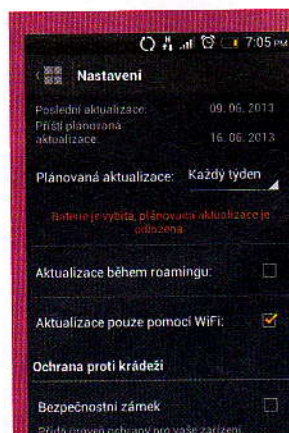 7:05 PM
Nastavení
Poslední aktualizace: 09. 06. 2013
Příští plánovaná
aktualizace: 16. 06. 2013
Plánovaná aktualizace: Každý týden
Baterie je vybitá, plánovaná aktualizace je
odložena.
Aktualizace během roamingu:
Aktualizace pouze pomocí WiFi:
Ochrana proti krádeži
Bezpečnostní zámek
Přidá úroveň ochrany pro vaše zařízení